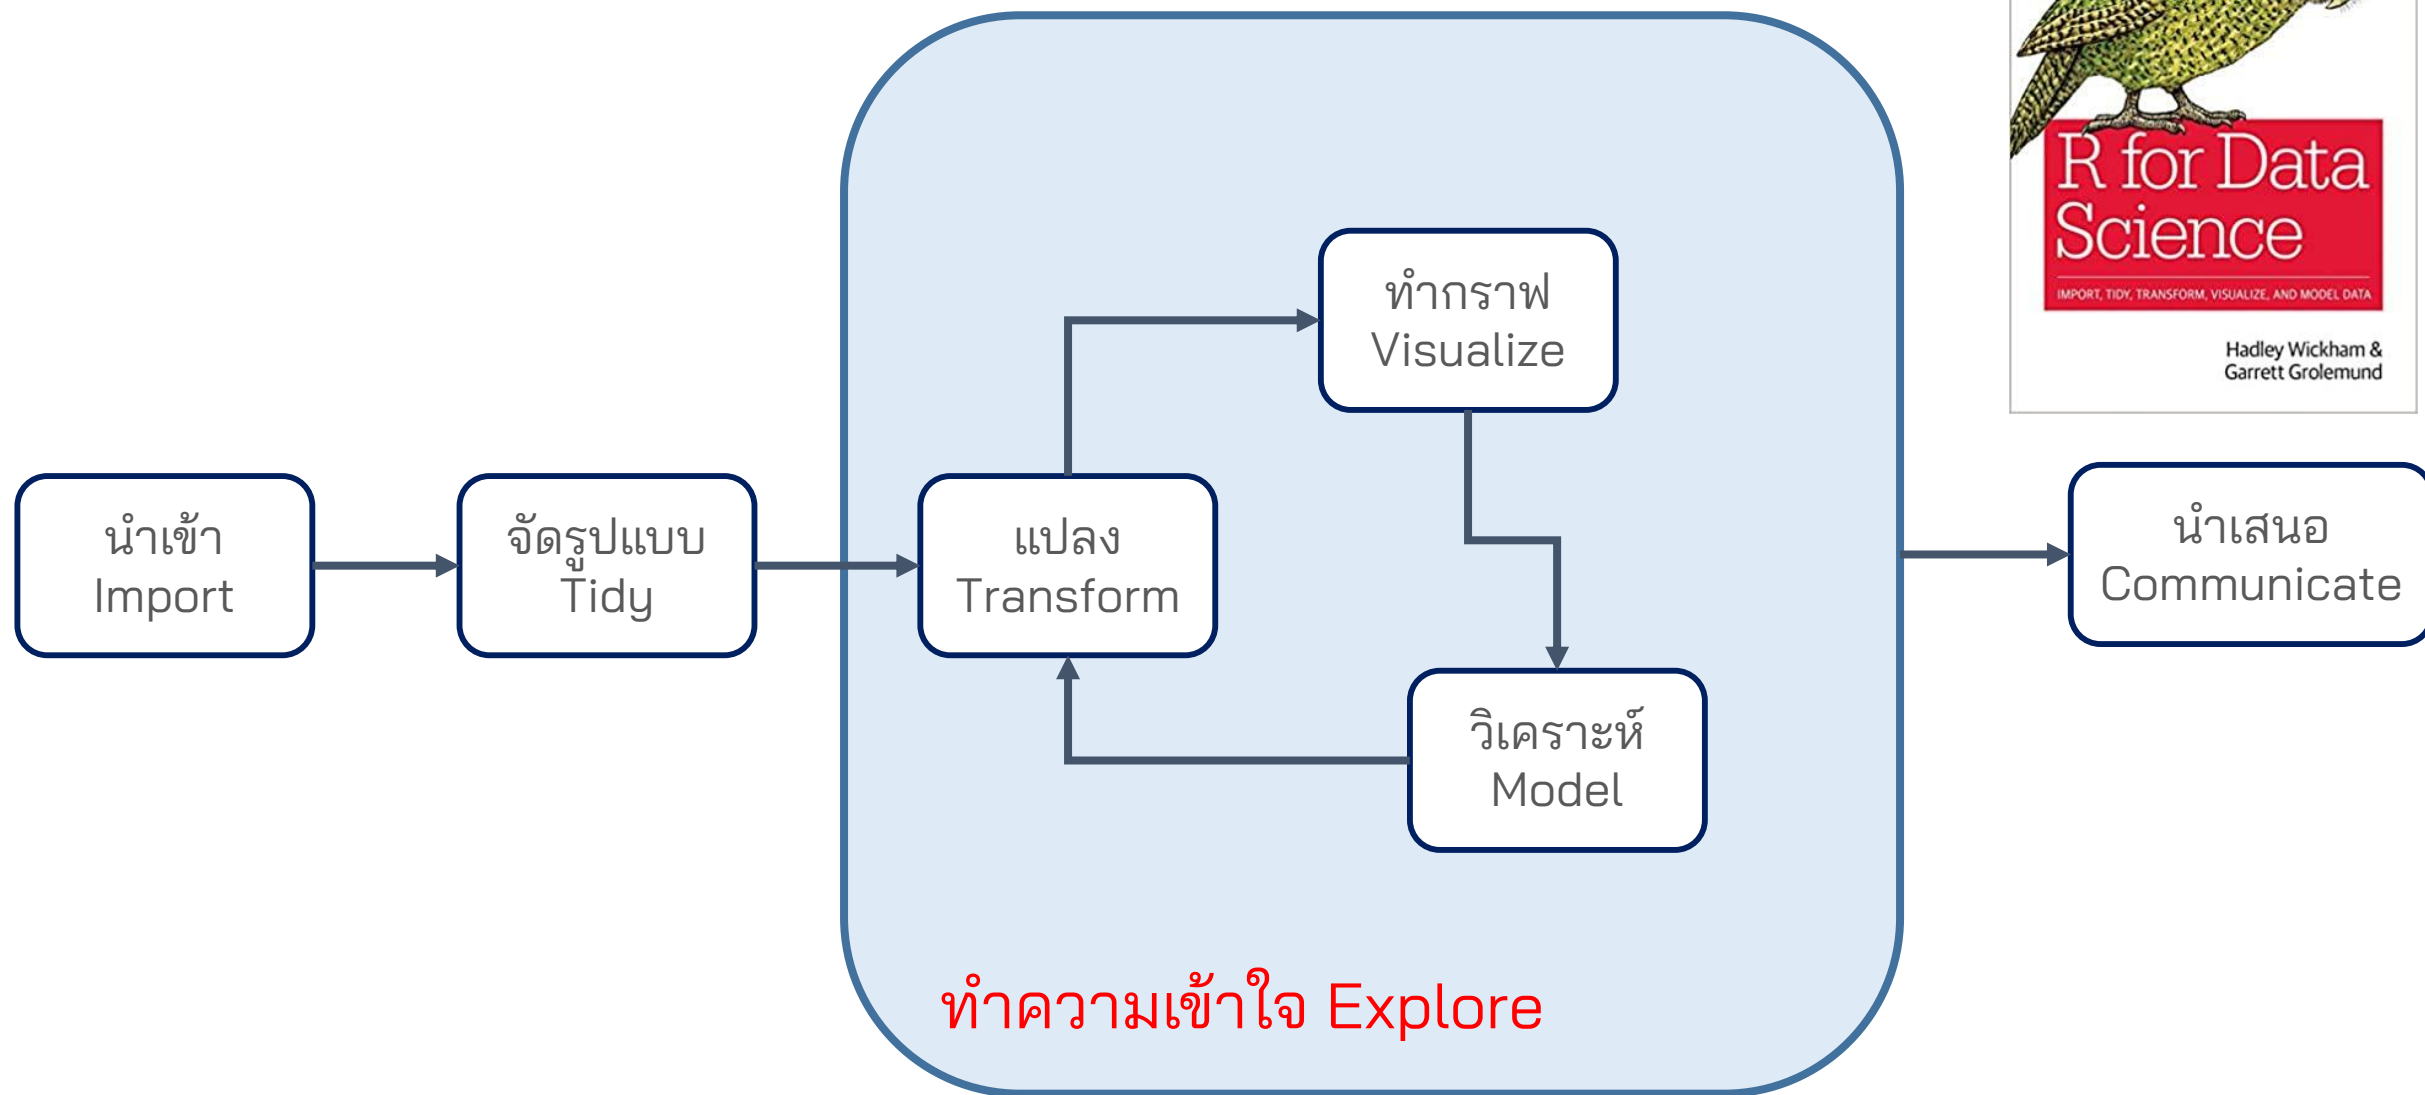 R for Data
Science
IMPORT, TIDY, TRANSFORM, VISUALIZE, AND MODEL DATA
Hadley Wickham &
Garrett Grolemund
นำเข้า
Import
จัดรูปแบบ
Tidy
แปลง
Transform
ทำกราฟ
Visualize
วิเคราะห์
Model
ทำความเข้าใจ Explore
นำเสนอ
Communicate